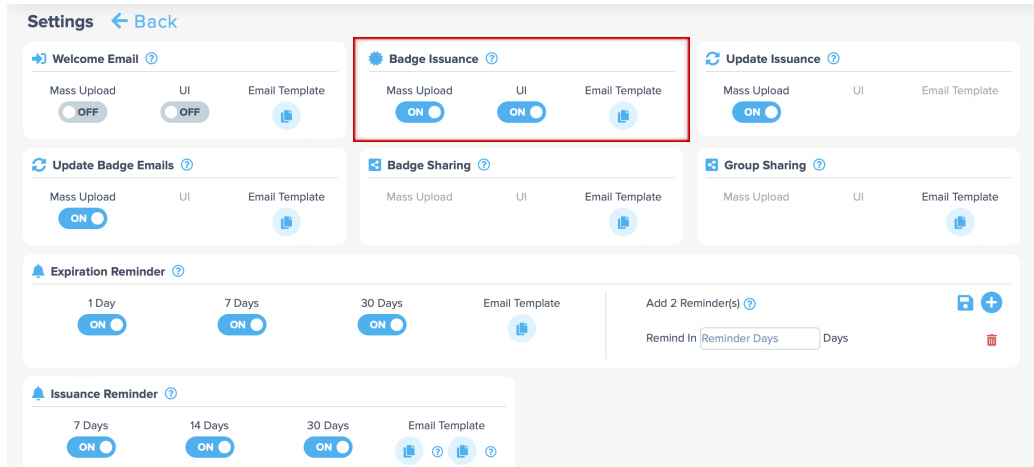 Settings Back
Welcome Email
Mass Upload UI Email Template
OFF OFF
Badge Issuance
Mass Upload UI Email Template
ON ON
Update Issuance
Mass Upload UI Email Template
ON
Update Badge Emails
Mass Upload UI Email Template
ON
Badge Sharing
Mass Upload UI Email Template
Group Sharing
Mass Upload UI Email Template
Expiration Reminder
1 Day 7 Days 30 Days Email Template
ON ON ON
Add 2 Reminder(s)
Remind In Reminder Days Days
Issuance Reminder
7 Days 14 Days 30 Days Email Template
ON ON ON